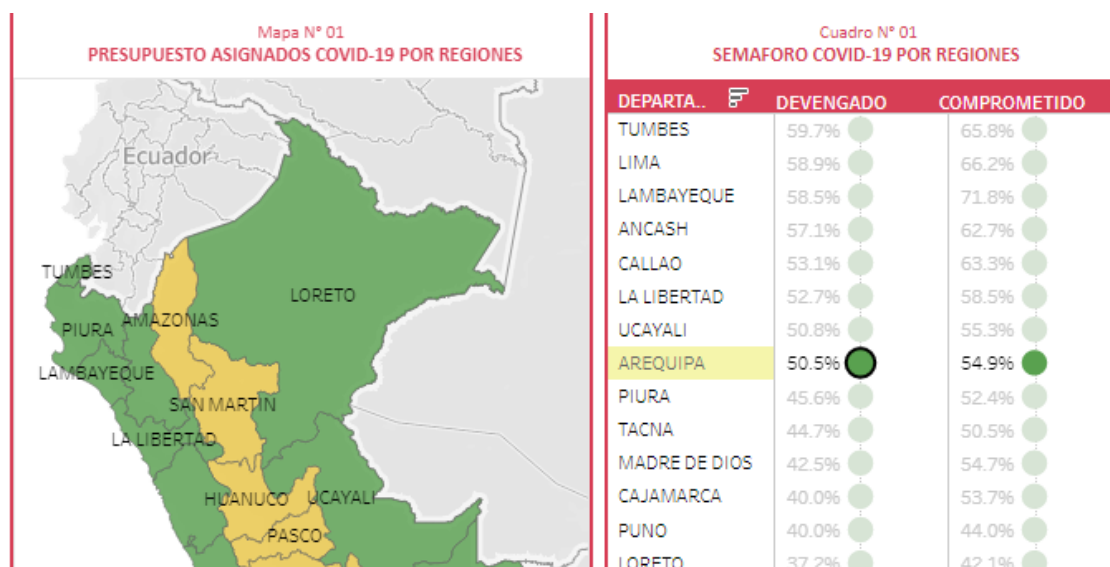 Mapa N° 01
PRESUPUESTO ASIGNADOS COVID-19 POR REGIONES
Ecuador
TUMBES
LORETO
PIURA
AMAZONAS
LAMBAYEQUE
SAN MARTIN
LA LIBERTAD
HUANUCO
UCAYALI
PASCO
Cuadro N° 01
SEMAFORO COVID-19 POR REGIONES
DEPARTA.. DEVENGADO COMPROMETIDO
TUMBES 59.7% 65.8%
LIMA 58.9% 66.2%
LAMBAYEQUE 58.5% 71.8%
ANCASH 57.1% 62.7%
CALLAO 53.1% 63.3%
LA LIBERTAD 52.7% 58.5%
UCAYALI 50.8% 55.3%
AREQUIPA 50.5% 54.9%
PIURA 45.6% 52.4%
TACNA 44.7% 50.5%
MADRE DE DIOS 42.5% 54.7%
CAJAMARCA 40.0% 53.7%
PUNO 40.0% 44.0%
LORETO 37.2% 42.1%